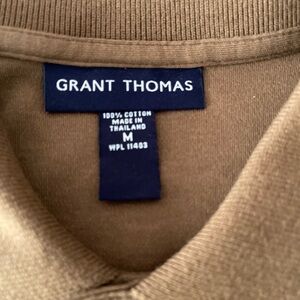 GRANT THOMAS
100% COTTON
MADE IN
THAILAND
M
WPL 11403